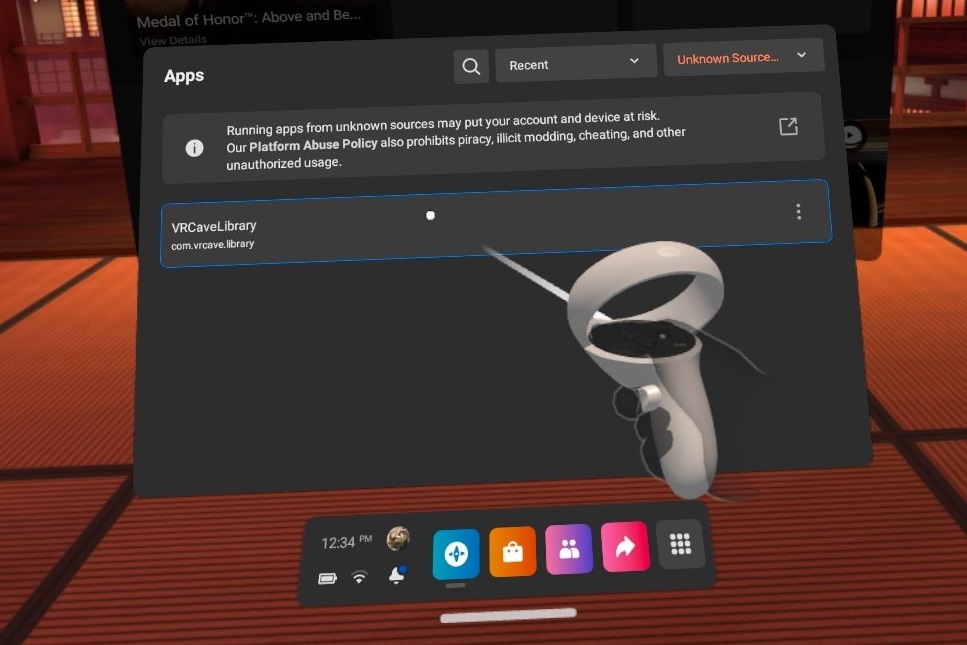 Medal of Honor™: Above and Be...
View Details
Apps
Recent
Unknown Source...
Running apps from unknown sources may put your account and device at risk.
Our Platform Abuse Policy also prohibits piracy, illicit modding, cheating, and other
unauthorized usage.
VRCaveLibrary
com.vrcave.library
12:34 PM